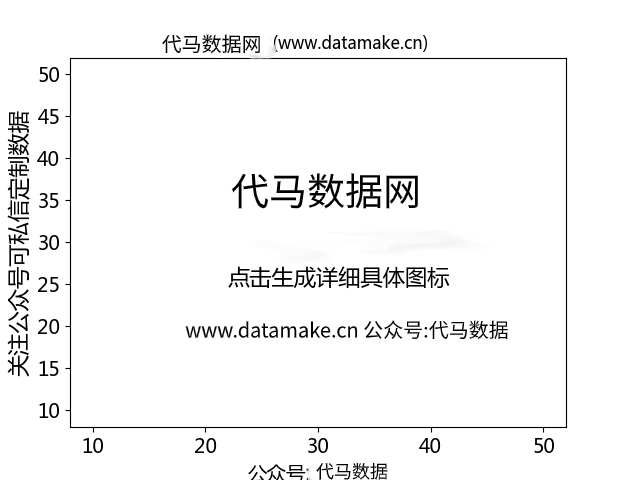 代马数据网 (www.datamake.cn)
关注公众号可私信定制数据
50
45
40
35
30
25
20
15
10
代马数据网
点击生成详细具体图标
www.datamake.cn 公众号:代马数据
10 20 30 40 50
公众号: 代马数据